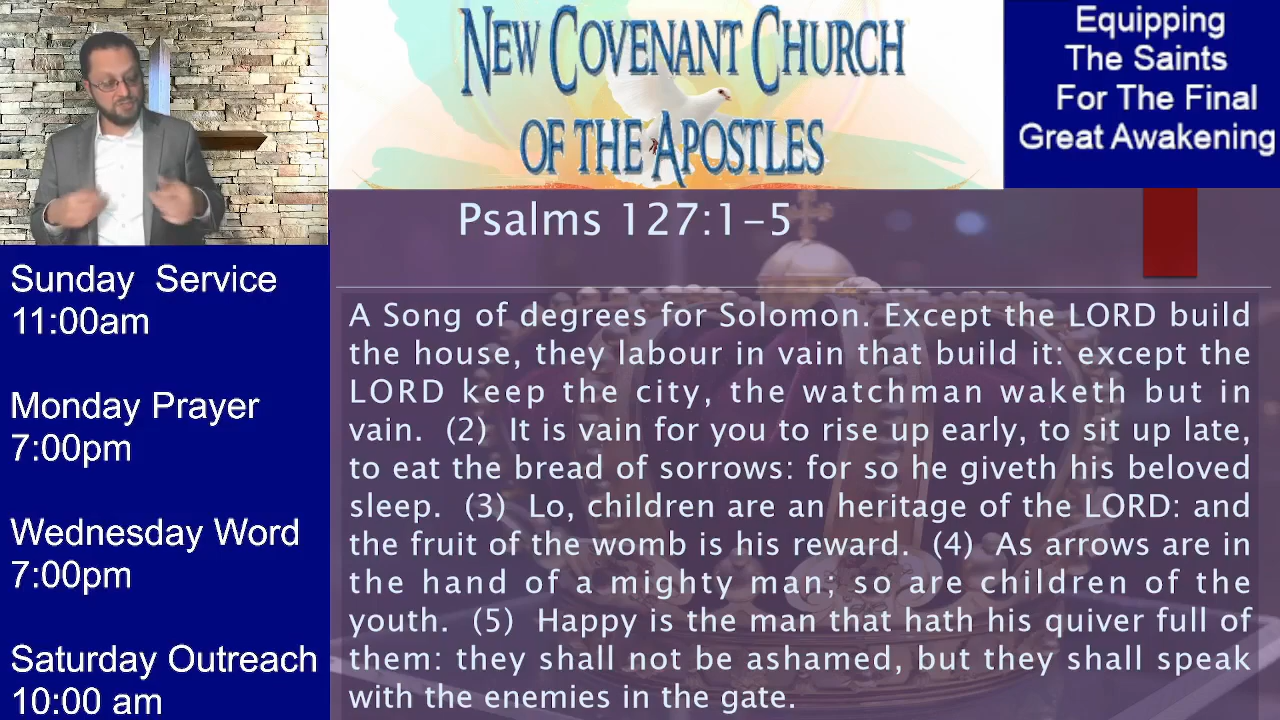 NEW COVENANT CHURCH
OF THE APOSTLES
Equipping
The Saints
For The Final
Great Awakening
Sunday Service
11:00am
Monday Prayer
7:00pm
Wednesday Word
7:00pm
Saturday Outreach
10:00 am
Psalms 127:1-5
A Song of degrees for Solomon. Except the LORD build
the house, they labour in vain that build it: except the
LORD keep the city, the watchman waketh but in
vain. (2) It is vain for you to rise up early, to sit up late,
to eat the bread of sorrows: for so he giveth his beloved
sleep. (3) Lo, children are an heritage of the LORD: and
the fruit of the womb is his reward. (4) As arrows are in
the hand of a mighty man; so are children of the
youth. (5) Happy is the man that hath his quiver full of
them: they shall not be ashamed, but they shall speak
with the enemies in the gate.